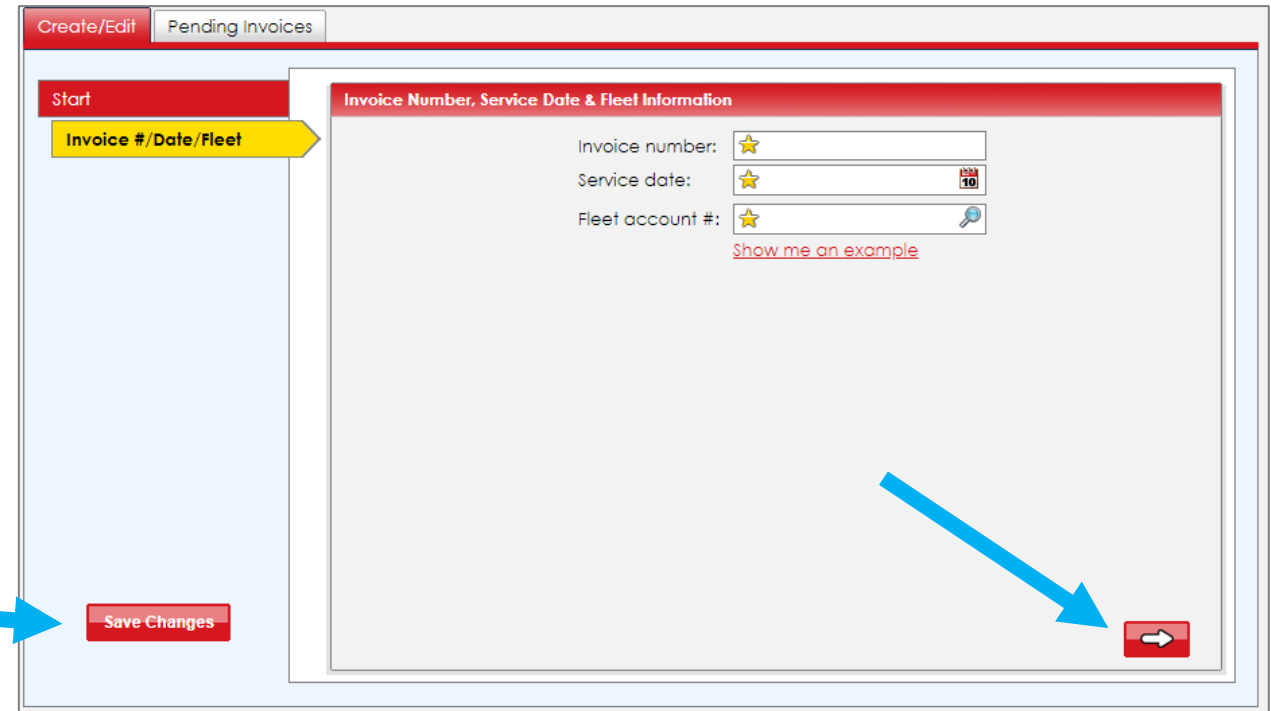 Create/Edit Pending Invoices
Start
Invoice #/Date/Fleet
Invoice Number, Service Date & Fleet Information
Invoice number:
Service date:
10
Fleet account #:
Show me an example
Save Changes